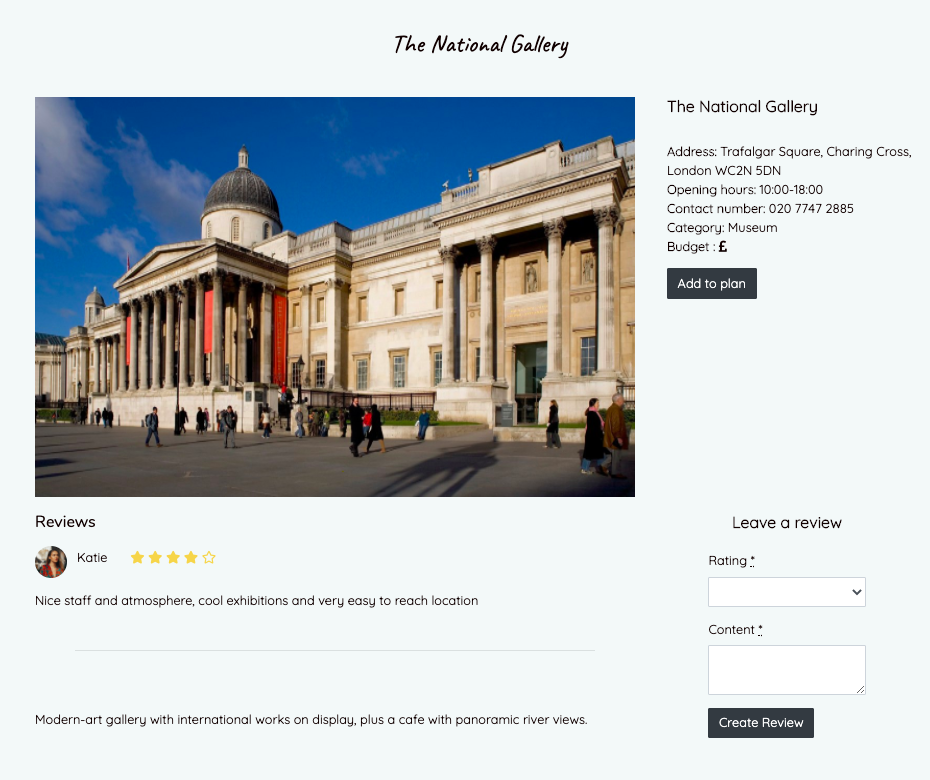 The National Gallery
The National Gallery
Address: Trafalgar Square, Charing Cross,
London WC2N 5DN
Opening hours: 10:00-18:00
Contact number: 020 7747 2885
Category: Museum
Budget : £
Add to plan
Reviews
Katie
Nice staff and atmosphere, cool exhibitions and very easy to reach location
Modern-art gallery with international works on display, plus a cafe with panoramic river views.
Leave a review
Rating *
Content *
Create Review